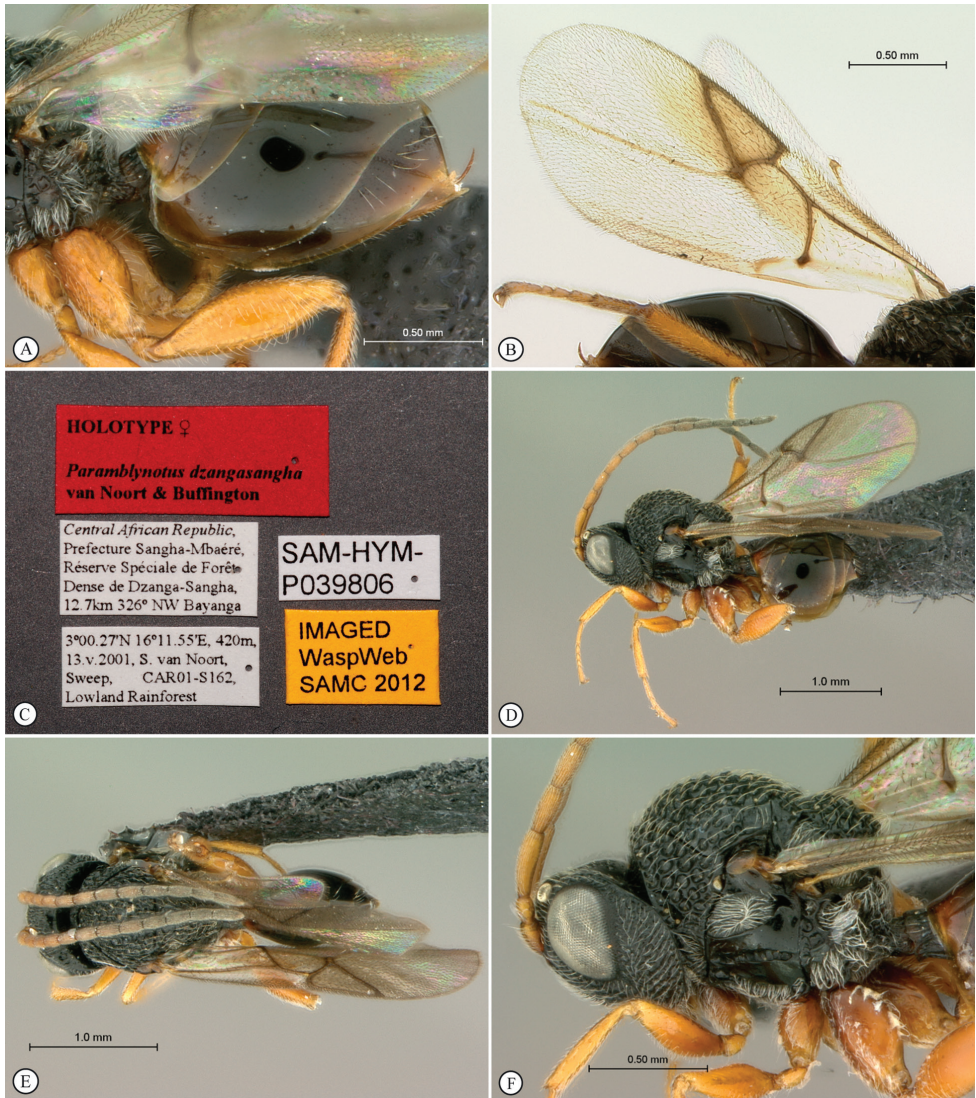 0.50 mm
A
0.50 mm
B
HOLOTYPE ♀
Paramblynotus dzangasangha
van Noort & Buffington
Central African Republic,
Prefecture Sangha-Mbaéré,
Réserve Spéciale de Forêt
Dense de Dzanga-Sangha,
12.7km 326° NW Bayanga
3°00.27'N 16°11.55'E, 420m,
13.v.2001, S. van Noort,
Sweep, CAR01-S162,
Lowland Rainforest
SAM-HYM-
P039806
IMAGED
WaspWeb
SAMC 2012
C
1.0 mm
D
1.0 mm
E
0.50 mm
F